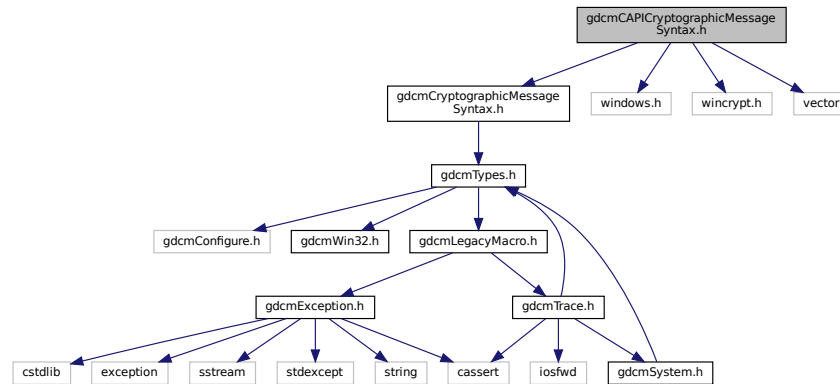 gdcmCAPICryptographicMessage
Syntax.h
gdcmCryptographicMessage
Syntax.h
windows.h
wincrypt.h
vector
gdcmTypes.h
gdcmConfigure.h
gdcmWin32.h
gdcmLegacyMacro.h
gdcmException.h
gdcmTrace.h
cstdlib
exception
sstream
stdexcept
string
cassert
iosfwd
gdcmSystem.h